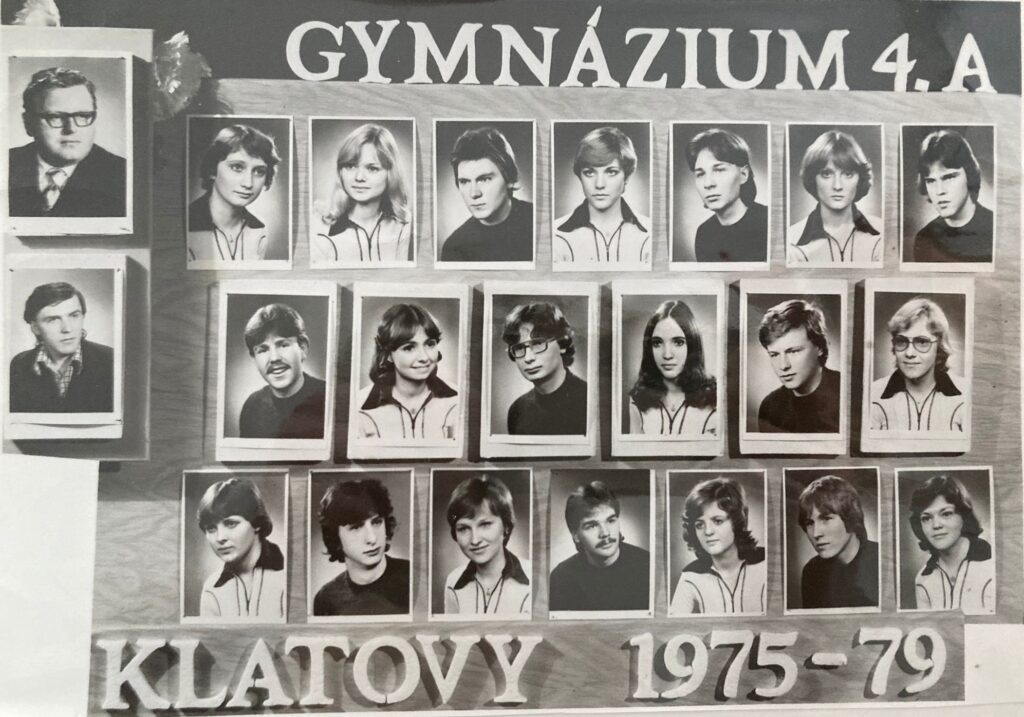 GYMNÁZIUM 4. A
KLATOVY 1975-79